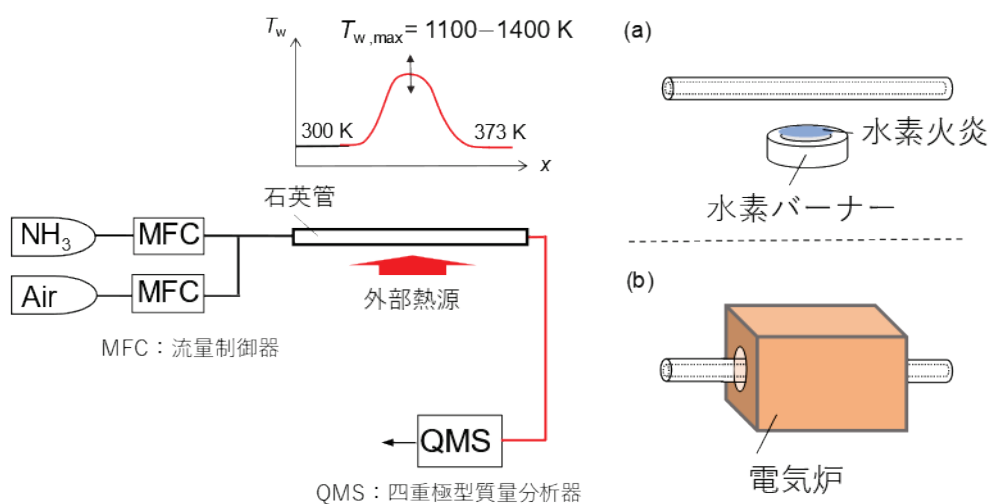 Tw
Tw,max = 1100–1400 K
300 K
373 K
x
石英管
NH3
MFC
Air
MFC
外部熱源
MFC：流量制御器
QMS
QMS：四重極型質量分析器
(a)
水素火炎
水素バーナー
(b)
電気炉